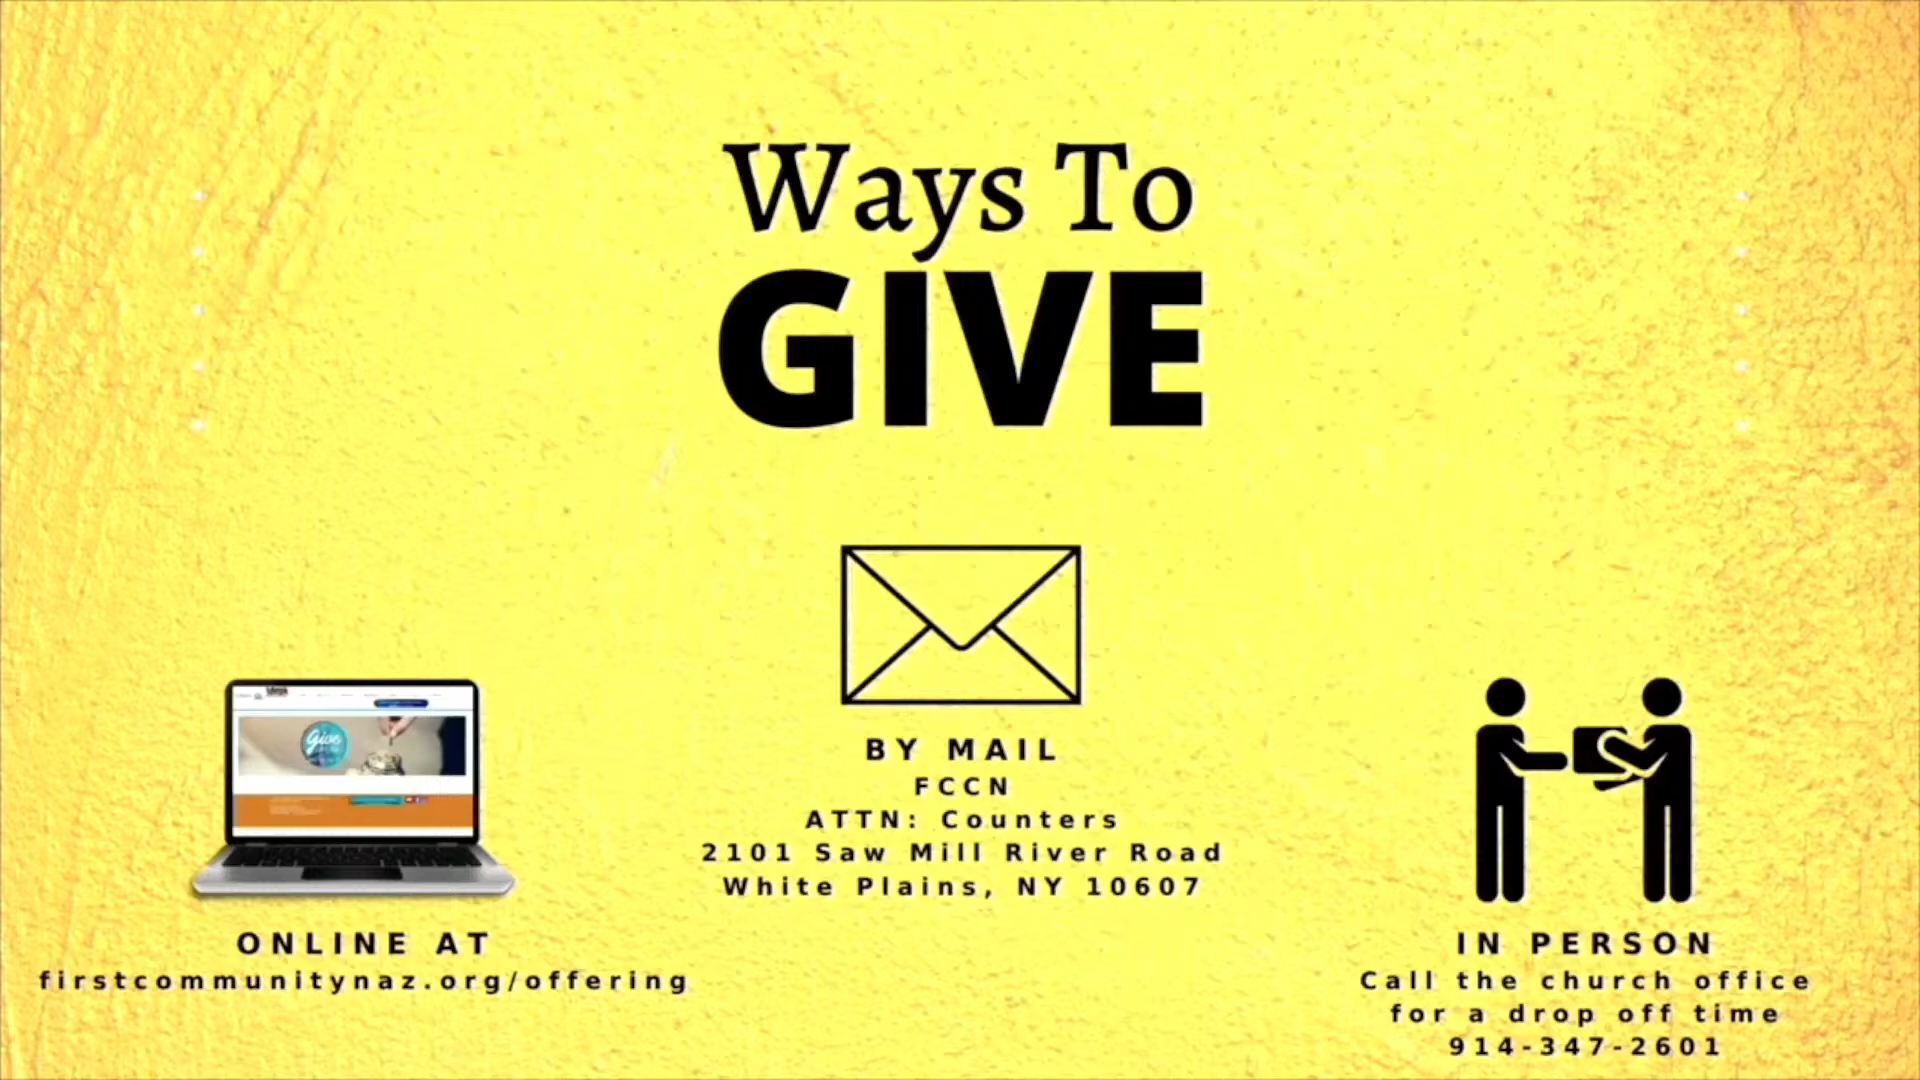 Ways To
GIVE
BY MAIL
FCCN
ATTN: Counters
2101 Saw Mill River Road
White Plains, NY 10607
ONLINE AT
firstcommunitynaz.org/offering
IN PERSON
Call the church office
for a drop off time
914-347-2601
Give